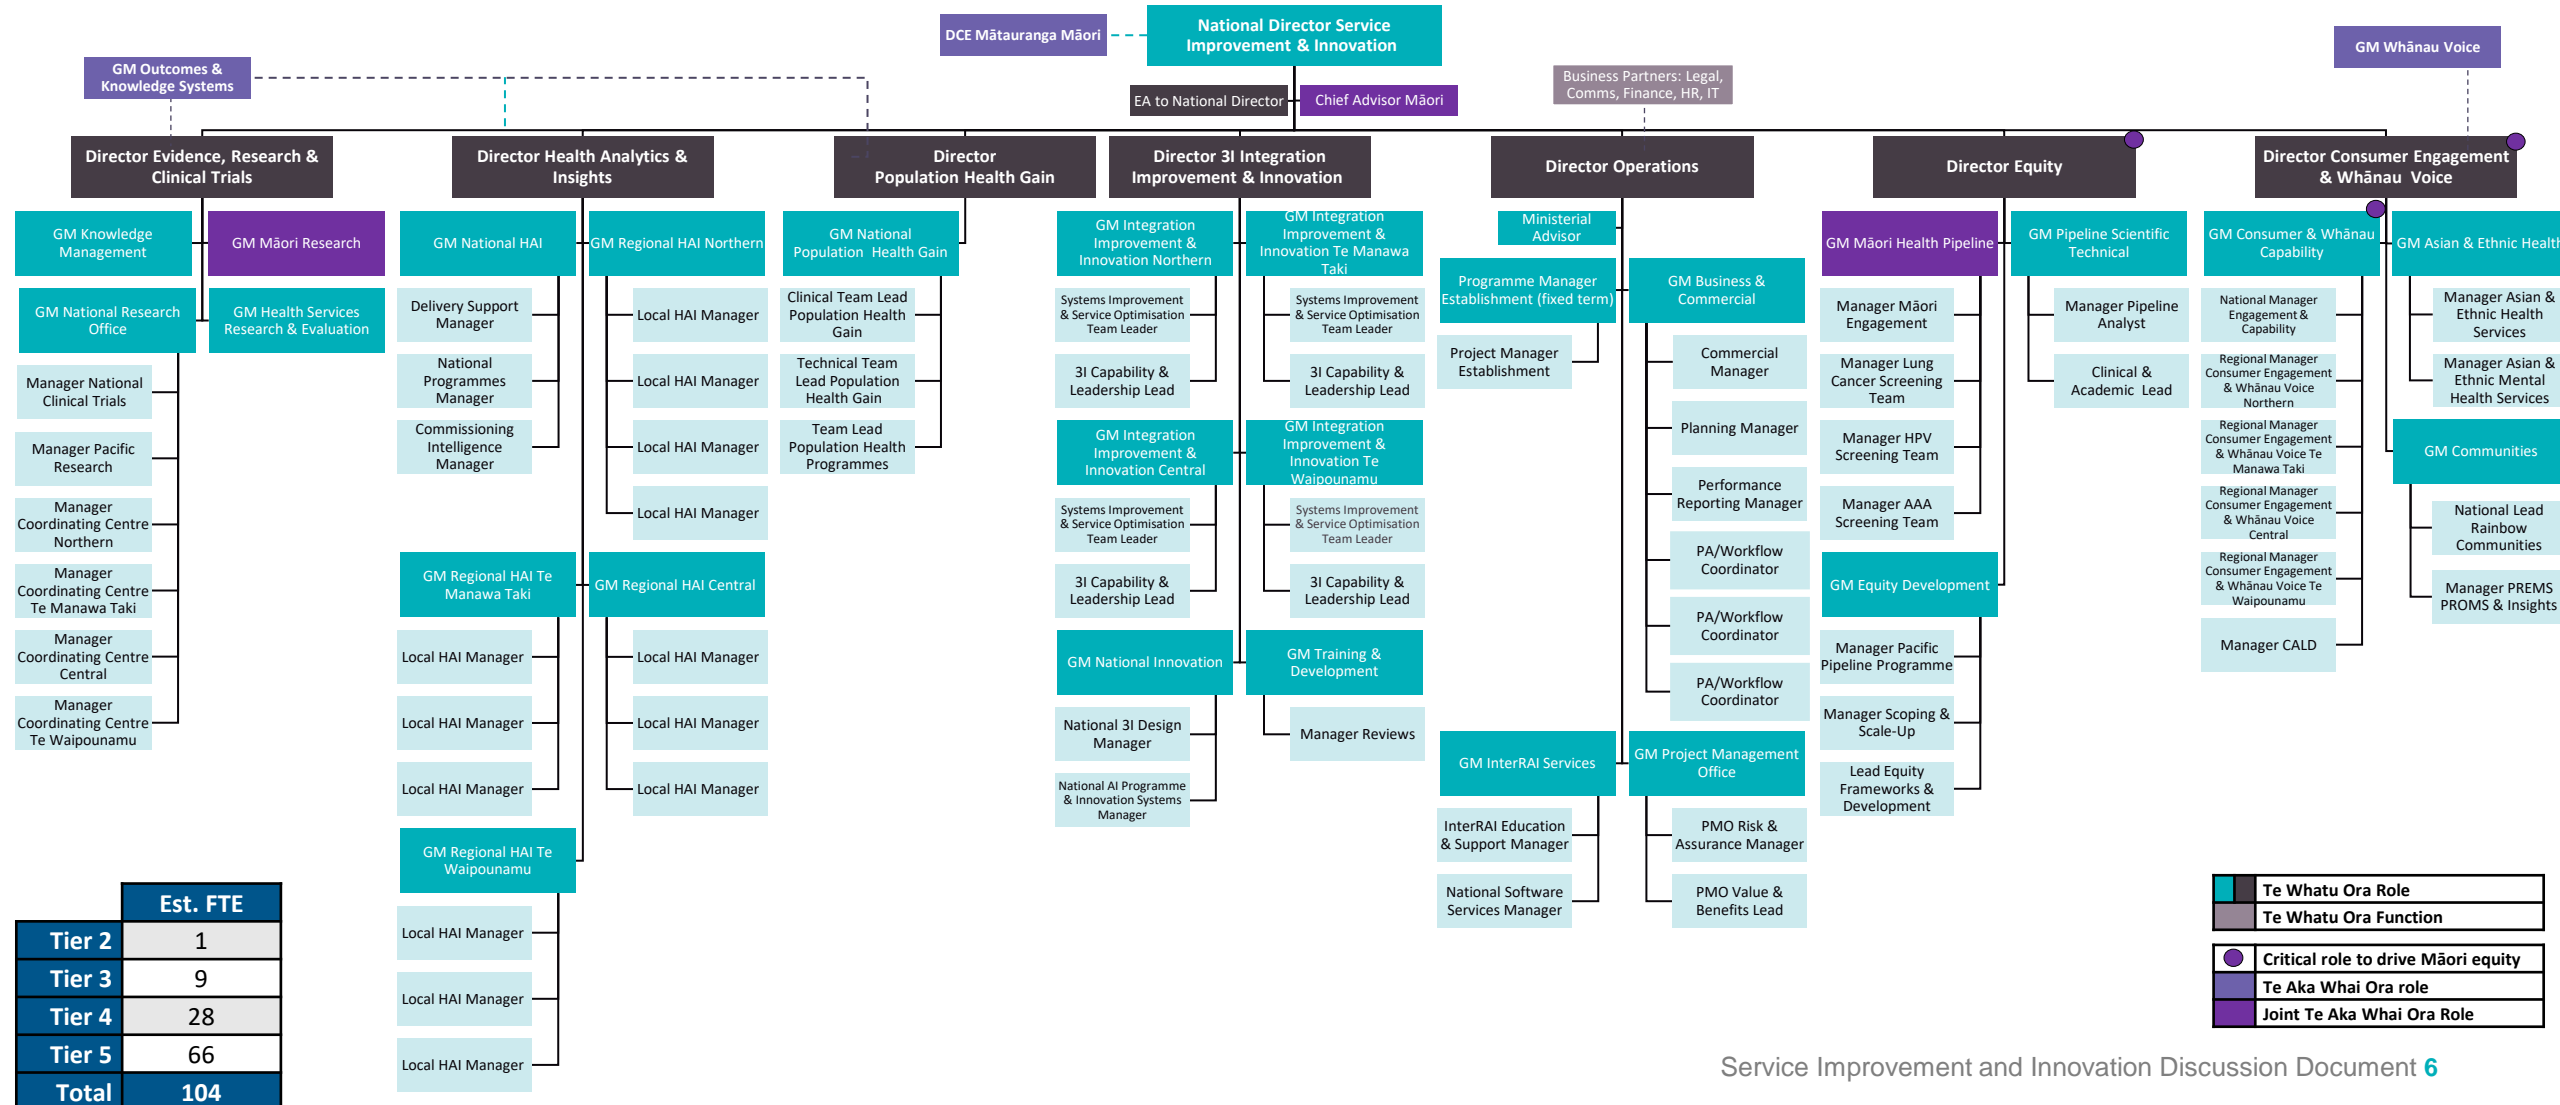 National Director Service
Improvement & Innovation
DCE Mātauranga Māori
GM Whānau Voice
GM Outcomes &
Knowledge Systems
Business Partners: Legal,
Comms, Finance, HR, IT
EA to National Director
Chief Advisor Māori
Director Evidence, Research &
Clinical Trials
GM Knowledge
Management
GM Māori Research
GM National Research
Office
GM Health Services
Research & Evaluation
Manager National
Clinical Trials
Manager Pacific
Research
Manager
Coordinating Centre
Northern
Manager
Coordinating Centre
Te Manawa Taki
Manager
Coordinating Centre
Central
Manager
Coordinating Centre
Te Waipounamu
Director Health Analytics &
Insights
GM National HAI
GM Regional HAI Northern
Delivery Support
Manager
National
Programmes
Manager
Commissioning
Intelligence
Manager
Local HAI Manager
Local HAI Manager
Local HAI Manager
Local HAI Manager
GM Regional HAI Te
Manawa Taki
GM Regional HAI Central
Local HAI Manager
Local HAI Manager
Local HAI Manager
Local HAI Manager
Local HAI Manager
Local HAI Manager
GM Regional HAI Te
Waipounamu
Local HAI Manager
Local HAI Manager
Local HAI Manager
Director
Population Health Gain
GM National
Population Health Gain
Clinical Team Lead
Population Health
Gain
Technical Team
Lead Population
Health Gain
Team Lead
Population Health
Programmes
Director 3I Integration
Improvement & Innovation
GM Integration
Improvement &
Innovation Northern
GM Integration
Improvement &
Innovation Te Manawa
Taki
Systems Improvement
& Service Optimisation
Team Leader
3I Capability &
Leadership Lead
Systems Improvement
& Service Optimisation
Team Leader
3I Capability &
Leadership Lead
GM Integration
Improvement &
Innovation Central
GM Integration
Improvement &
Innovation Te
Waipounamu
Systems Improvement
& Service Optimisation
Team Leader
3I Capability &
Leadership Lead
Systems Improvement
& Service Optimisation
Team Leader
3I Capability &
Leadership Lead
GM National Innovation
GM Training &
Development
National 3I Design
Manager
National AI Programme
& Innovation Systems
Manager
Manager Reviews
Director Operations
Ministerial
Advisor
Programme Manager
Establishment (fixed term)
GM Business &
Commercial
Project Manager
Establishment
Commercial
Manager
Planning Manager
Performance
Reporting Manager
PA/Workflow
Coordinator
PA/Workflow
Coordinator
PA/Workflow
Coordinator
GM InterRAI Services
GM Project Management
Office
InterRAI Education
& Support Manager
National Software
Services Manager
PMO Risk &
Assurance Manager
PMO Value &
Benefits Lead
Director Equity
GM Māori Health Pipeline
GM Pipeline Scientific
Technical
Manager Māori
Engagement
Manager Lung
Cancer Screening
Team
Manager HPV
Screening Team
Manager AAA
Screening Team
Manager Pipeline
Analyst
Clinical &
Academic Lead
GM Equity Development
Manager Pacific
Pipeline Programme
Manager Scoping &
Scale-Up
Lead Equity
Frameworks &
Development
Director Consumer Engagement
& Whānau Voice
GM Consumer & Whānau
Capability
GM Asian & Ethnic Health
National Manager
Engagement &
Capability
Regional Manager
Consumer Engagement
& Whānau Voice
Northern
Regional Manager
Consumer Engagement
& Whānau Voice Te
Manawa Taki
Regional Manager
Consumer Engagement
& Whānau Voice
Central
Regional Manager
Consumer Engagement
& Whānau Voice Te
Waipounamu
Manager CALD
Manager Asian &
Ethnic Health
Services
Manager Asian &
Ethnic Mental
Health Services
GM Communities
National Lead
Rainbow
Communities
Manager PREMS
PROMS & Insights
Est. FTE
Tier 2 1
Tier 3 9
Tier 4 28
Tier 5 66
Total 104
Te Whatu Ora Role
Te Whatu Ora Function
Critical role to drive Māori equity
Te Aka Whai Ora role
Joint Te Aka Whai Ora Role
Service Improvement and Innovation Discussion Document 6